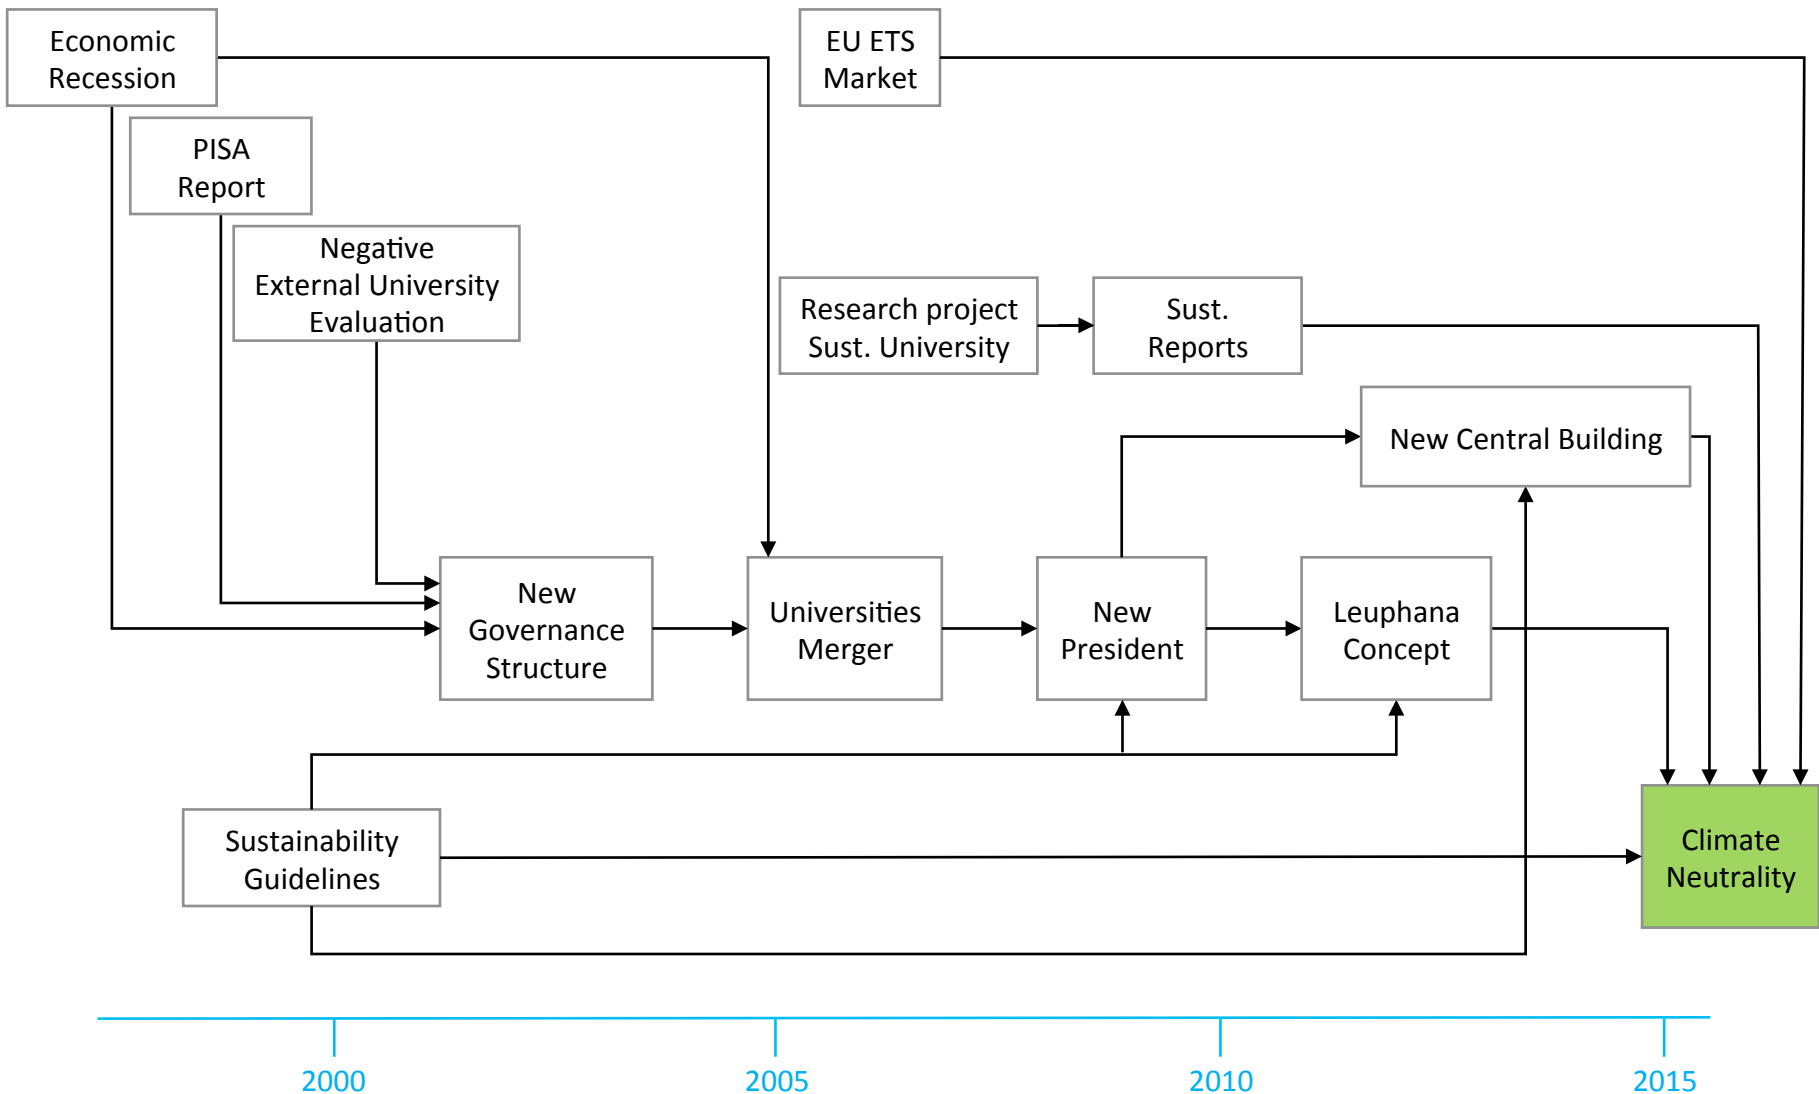 Economic
Recession
EU ETS
Market
PISA
Report
Negative
External University
Evaluation
Research project
Sust. University
Sust.
Reports
New Central Building
New
Governance
Structure
Universities
Merger
New
President
Leuphana
Concept
Sustainability
Guidelines
Climate
Neutrality
2000
2005
2010
2015